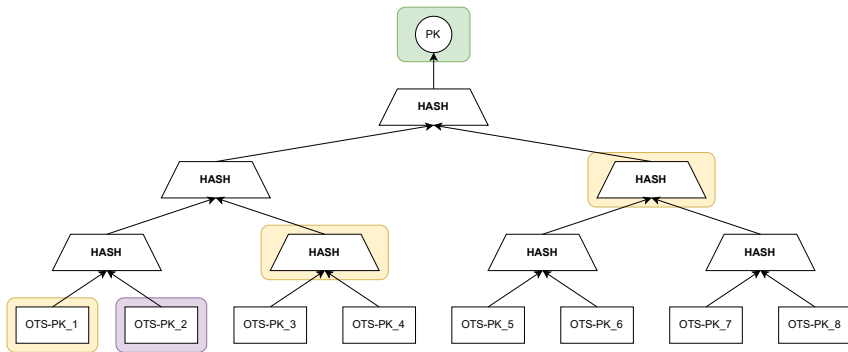 PK
HASH
HASH
HASH
HASH
HASH
HASH
HASH
OTS-PK_1
OTS-PK_2
OTS-PK_3
OTS-PK_4
OTS-PK_5
OTS-PK_6
OTS-PK_7
OTS-PK_8